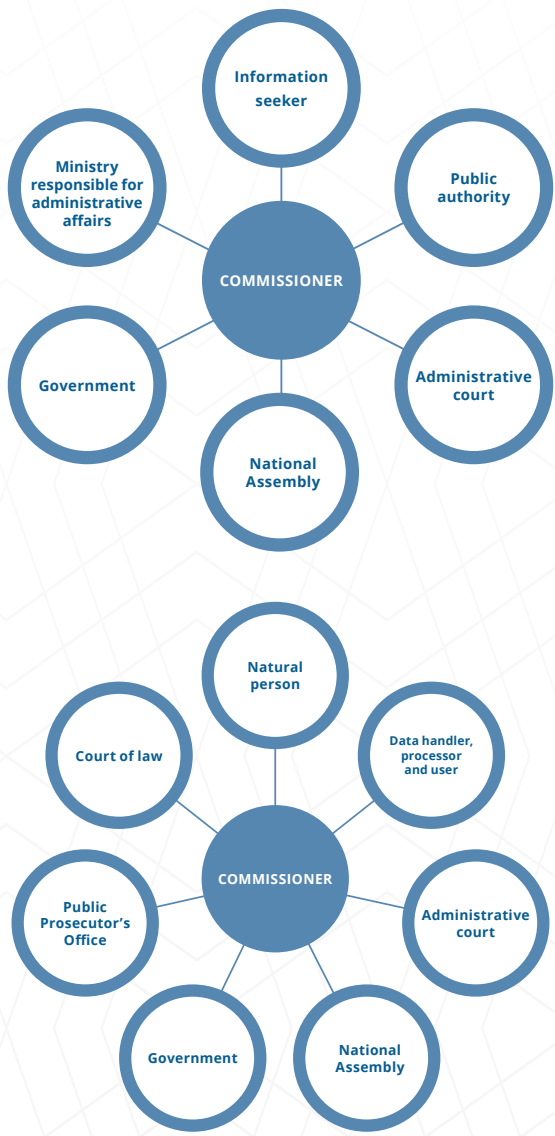 Information
seeker
Ministry
responsible for
administrative
affairs
Public
authority
COMMISSIONER
Government
Administrative
court
National
Assembly
Natural
person
Court of law
Data handler,
processor
and user
COMMISSIONER
Public
Prosecutor’s
Office
Administrative
court
Government
National
Assembly